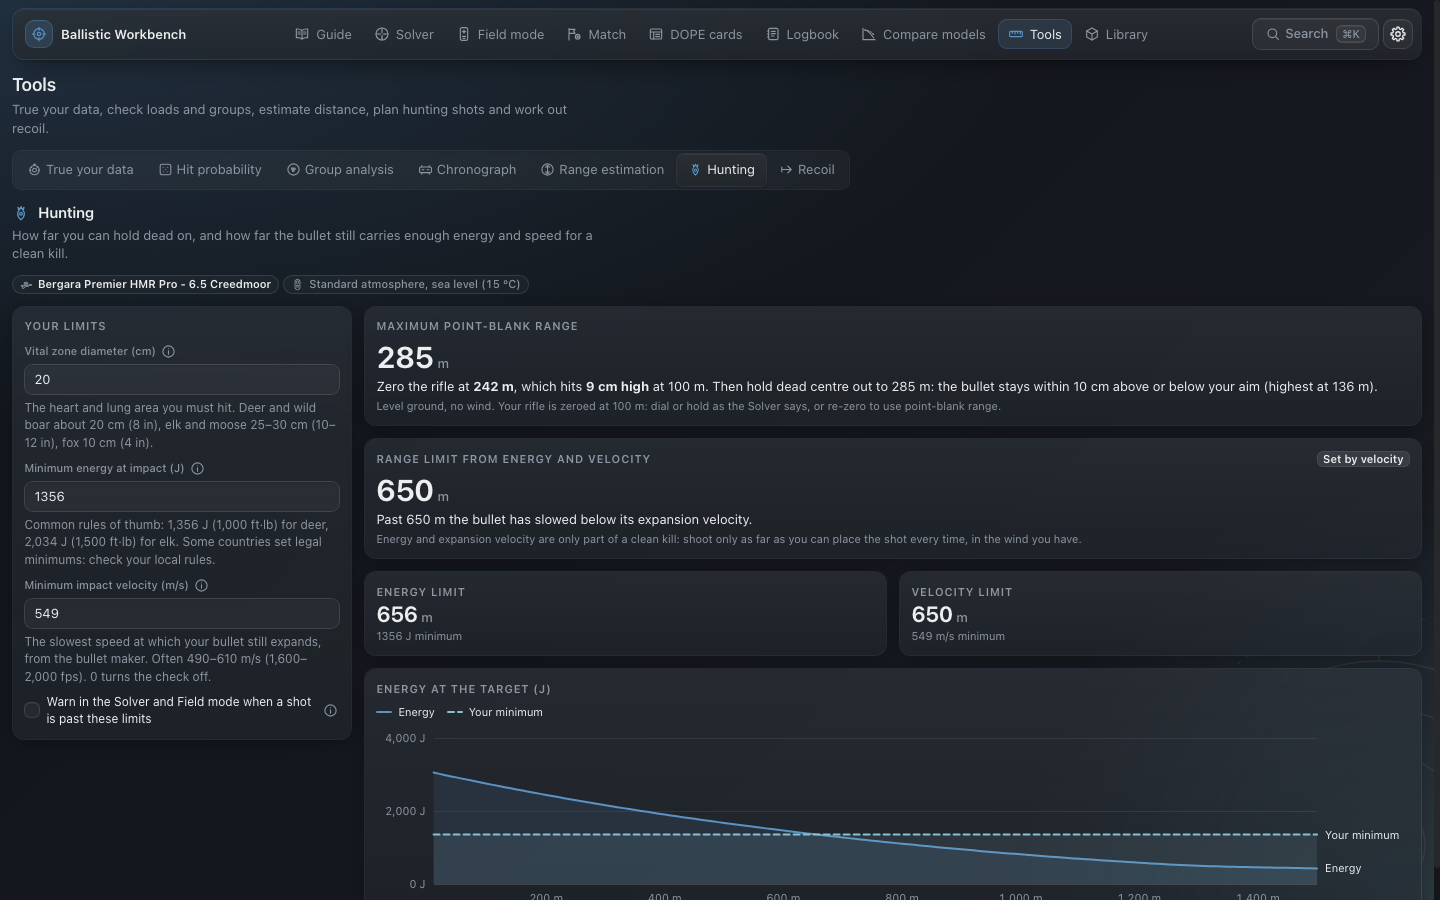 Ballistic Workbench
Guide
Solver
Field mode
Match
DOPE cards
Logbook
Compare models
Tools
Library
Search ⌘K
Tools
True your data, check loads and groups, estimate distance, plan hunting shots and work out
recoil.
True your data
Hit probability
Group analysis
Chronograph
Range estimation
Hunting
Recoil
Hunting
How far you can hold dead on, and how far the bullet still carries enough energy and speed for a
clean kill.
Bergara Premier HMR Pro - 6.5 Creedmoor
Standard atmosphere, sea level (15 °C)
YOUR LIMITS
Vital zone diameter (cm)
20
The heart and lung area you must hit. Deer and wild
boar about 20 cm (8 in), elk and moose 25–30 cm (10–
12 in), fox 10 cm (4 in).
Minimum energy at impact (J)
1356
Common rules of thumb: 1,356 J (1,000 ft·lb) for deer,
2,034 J (1,500 ft·lb) for elk. Some countries set legal
minimums: check your local rules.
Minimum impact velocity (m/s)
549
The slowest speed at which your bullet still expands,
from the bullet maker. Often 490–610 m/s (1,600–
2,000 fps). 0 turns the check off.
Warn in the Solver and Field mode when a shot
is past these limits
MAXIMUM POINT-BLANK RANGE
285 m
Zero the rifle at 242 m, which hits 9 cm high at 100 m. Then hold dead centre out to 285 m: the bullet stays within 10 cm above or below your aim (highest at 136 m).
Level ground, no wind. Your rifle is zeroed at 100 m: dial or hold as the Solver says, or re-zero to use point-blank range.
RANGE LIMIT FROM ENERGY AND VELOCITY
Set by velocity
650 m
Past 650 m the bullet has slowed below its expansion velocity.
Energy and expansion velocity are only part of a clean kill: shoot only as far as you can place the shot every time, in the wind you have.
ENERGY LIMIT
656 m
1356 J minimum
VELOCITY LIMIT
650 m
549 m/s minimum
ENERGY AT THE TARGET (J)
Energy
Your minimum
4,000 J
2,000 J
Your minimum
Energy
0 J
200 m
400 m
600 m
800 m
1,000 m
1,200 m
1,400 m